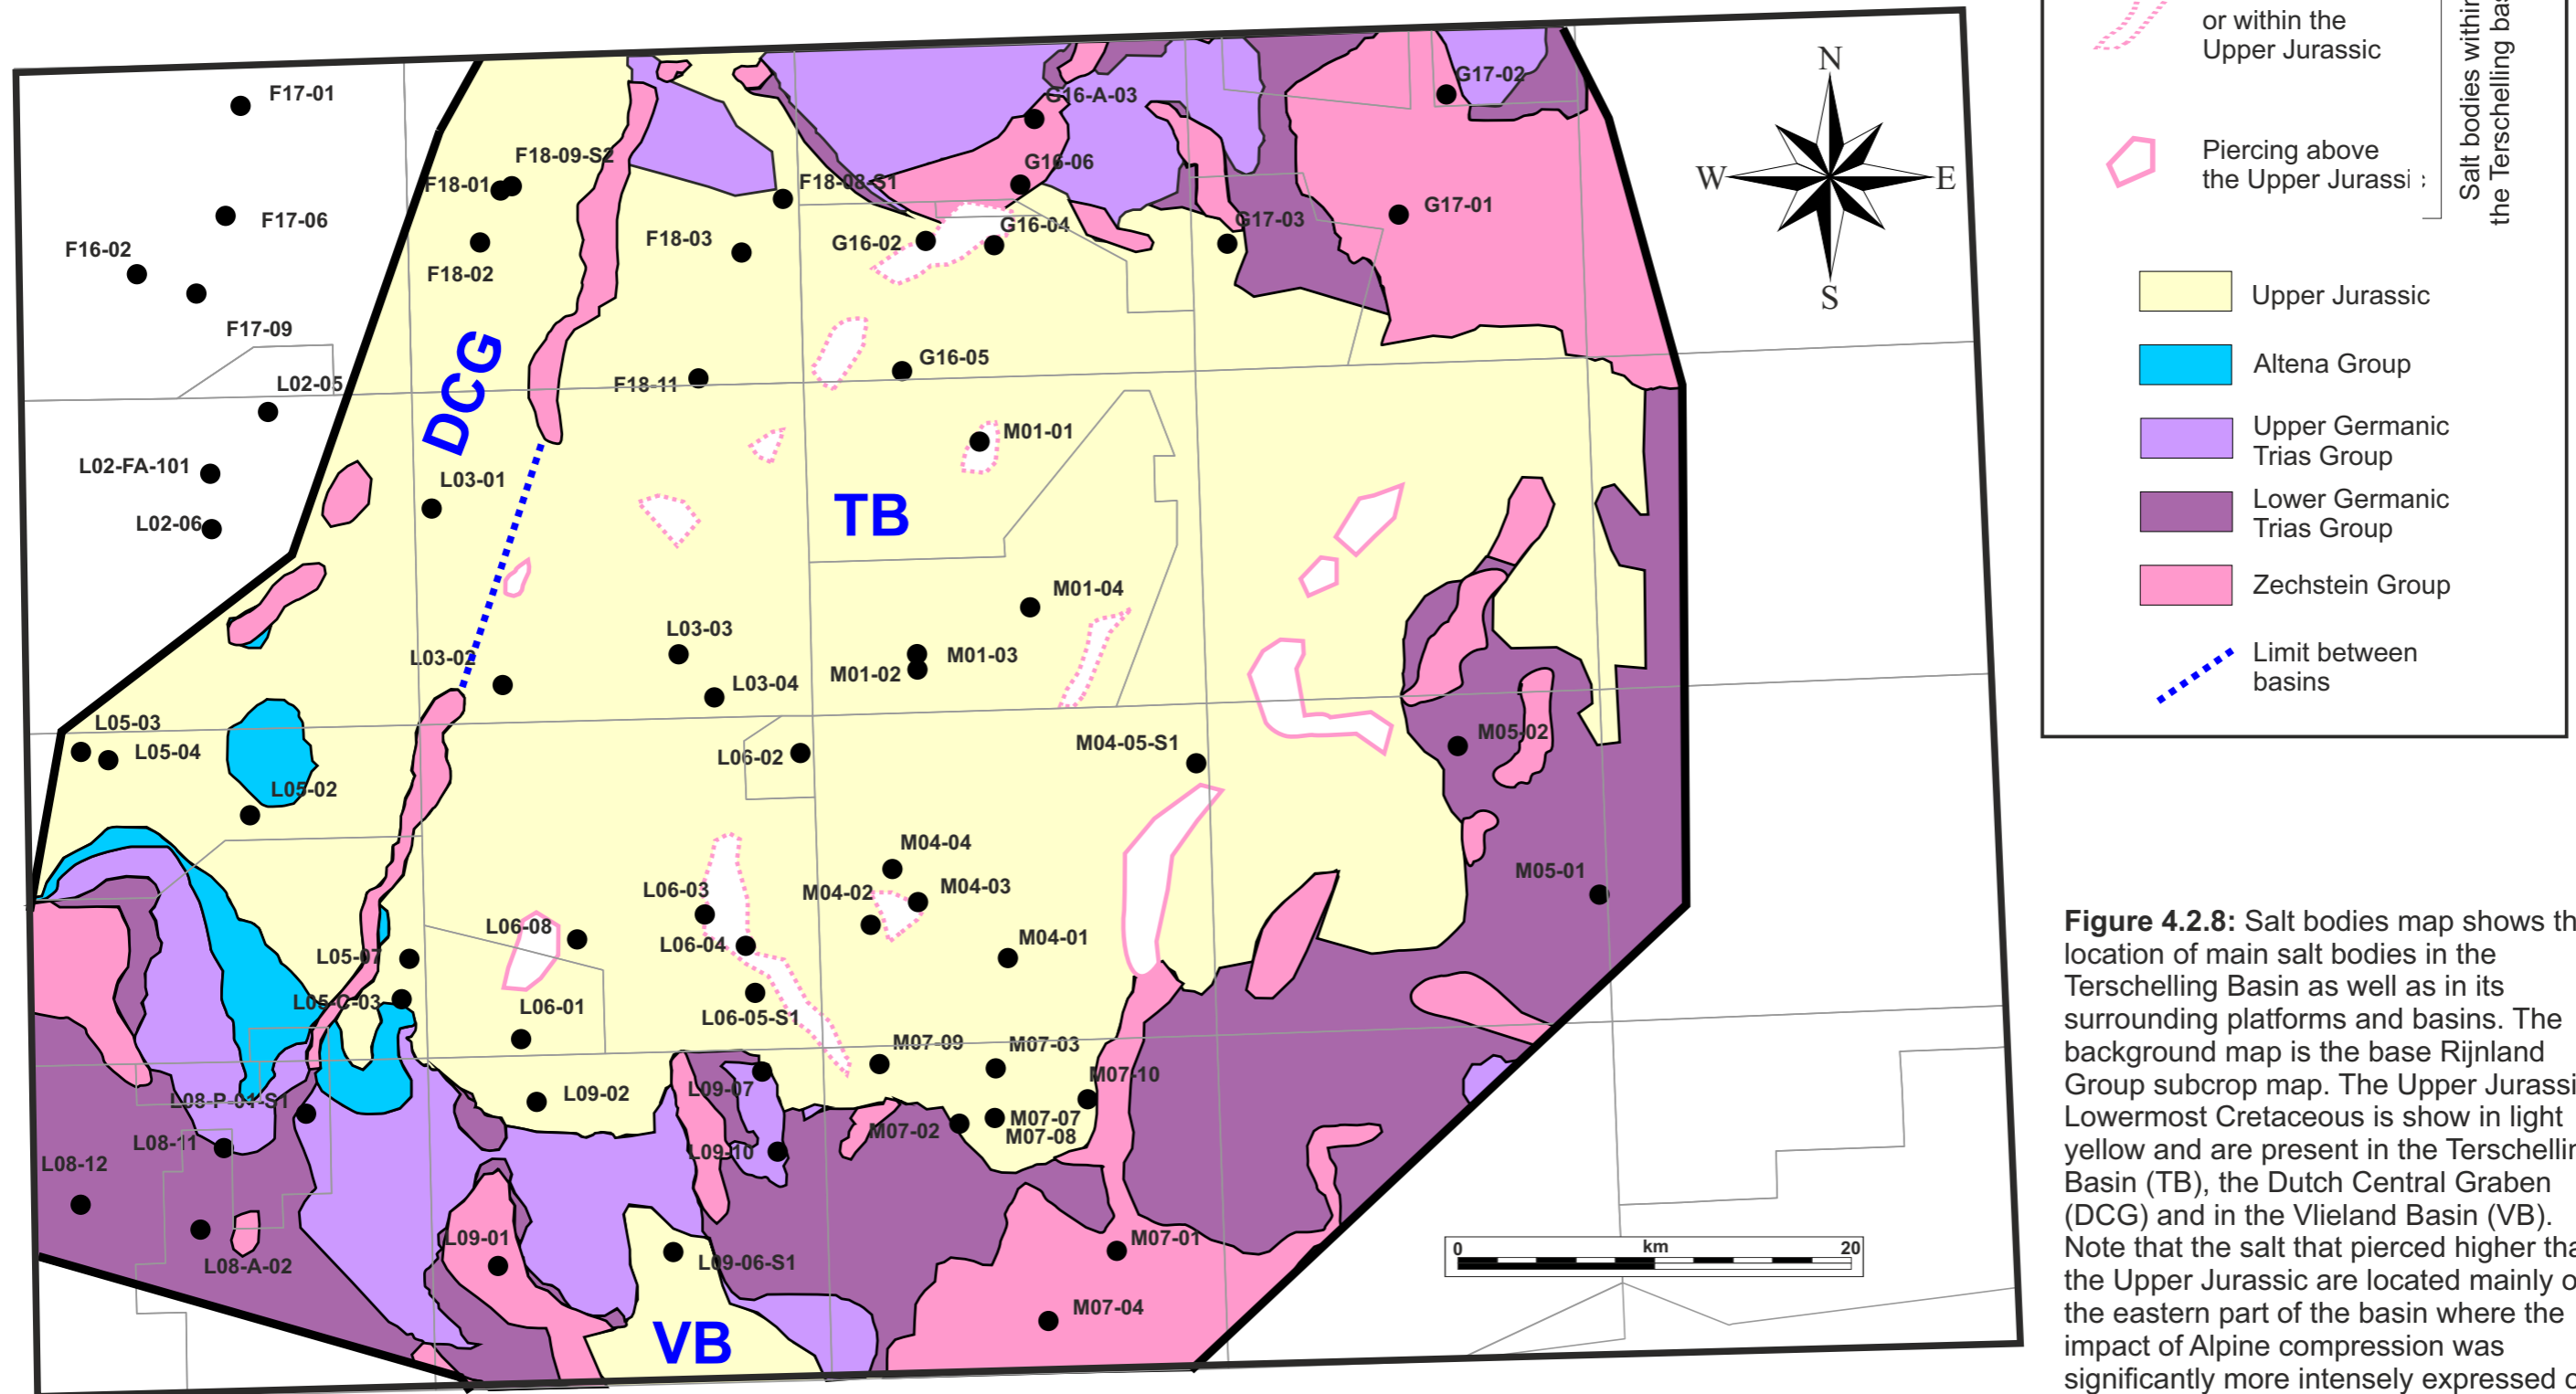 F17-01
F17-06
F16-02
F17-09
L02-05
L02-FA-101
L02-06
F18-09-S2
F18-01
F18-02
F18-03
F18-08-S1
F18-11
G16-A-03
G16-06
G16-02
G16-04
G16-05
G17-02
G17-01
G17-03
DCG
TB
VB
L03-01
L03-02
L03-03
L03-04
M01-01
M01-04
M01-03
M01-02
L05-03
L05-04
L05-02
L05-07
L05-C-03
L06-02
L06-03
L06-04
L06-08
L06-01
L06-05-S1
M04-05-S1
M04-04
M04-03
M04-02
M04-01
M05-02
M05-01
L08-P-01-S1
L08-11
L08-12
L08-A-02
L09-02
L09-07
L09-10
L09-01
L09-06-S1
M07-09
M07-03
M07-10
M07-07
M07-08
M07-02
M07-01
M07-04
N
W
E
S
0 km 20
or within the
Upper Jurassic
Piercing above
the Upper Jurassi
Salt bodies within
the Terschelling bas
Upper Jurassic
Altena Group
Upper Germanic
Trias Group
Lower Germanic
Trias Group
Zechstein Group
Limit between
basins
Figure 4.2.8: Salt bodies map shows th
location of main salt bodies in the
Terschelling Basin as well as in its
surrounding platforms and basins. The
background map is the base Rijnland
Group subcrop map. The Upper Jurassi
Lowermost Cretaceous is show in light
yellow and are present in the Terschellin
Basin (TB), the Dutch Central Graben
(DCG) and in the Vlieland Basin (VB).
Note that the salt that pierced higher tha
the Upper Jurassic are located mainly o
the eastern part of the basin where the
impact of Alpine compression was
significantly more intensely expressed o